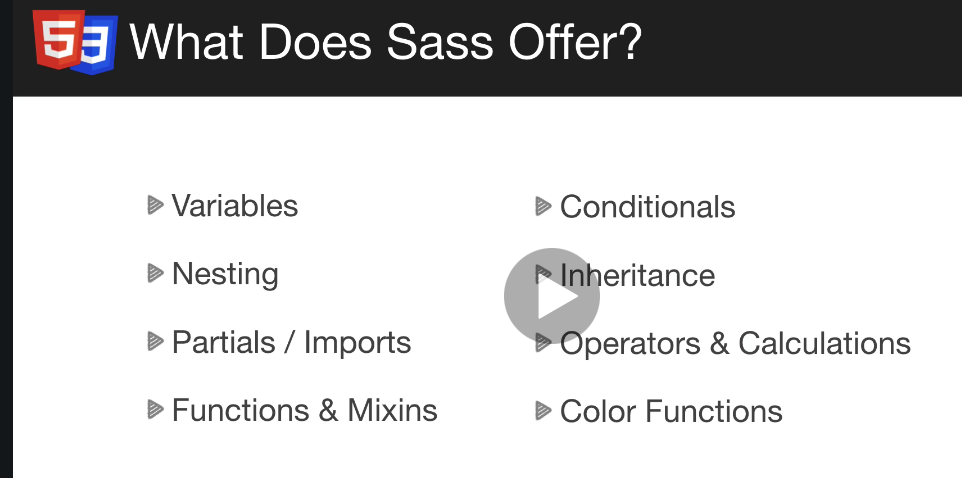 5 3 What Does Sass Offer?
Variables
Nesting
Partials / Imports
Functions & Mixins
Conditionals
Inheritance
Operators & Calculations
Color Functions